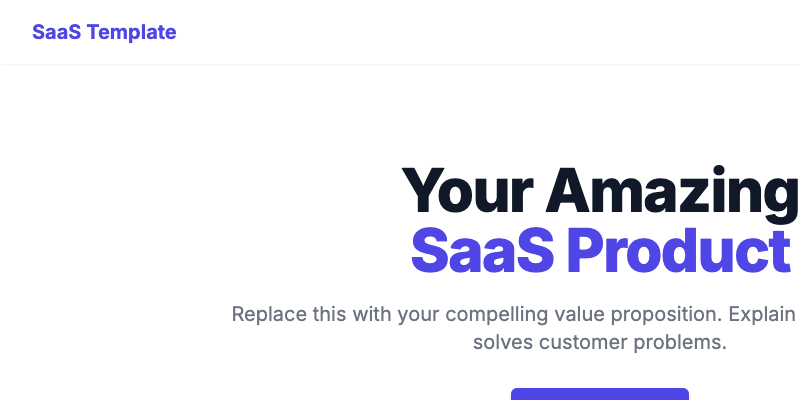 SaaS Template
Your Amazing
SaaS Product
Replace this with your compelling value proposition. Explain
solves customer problems.